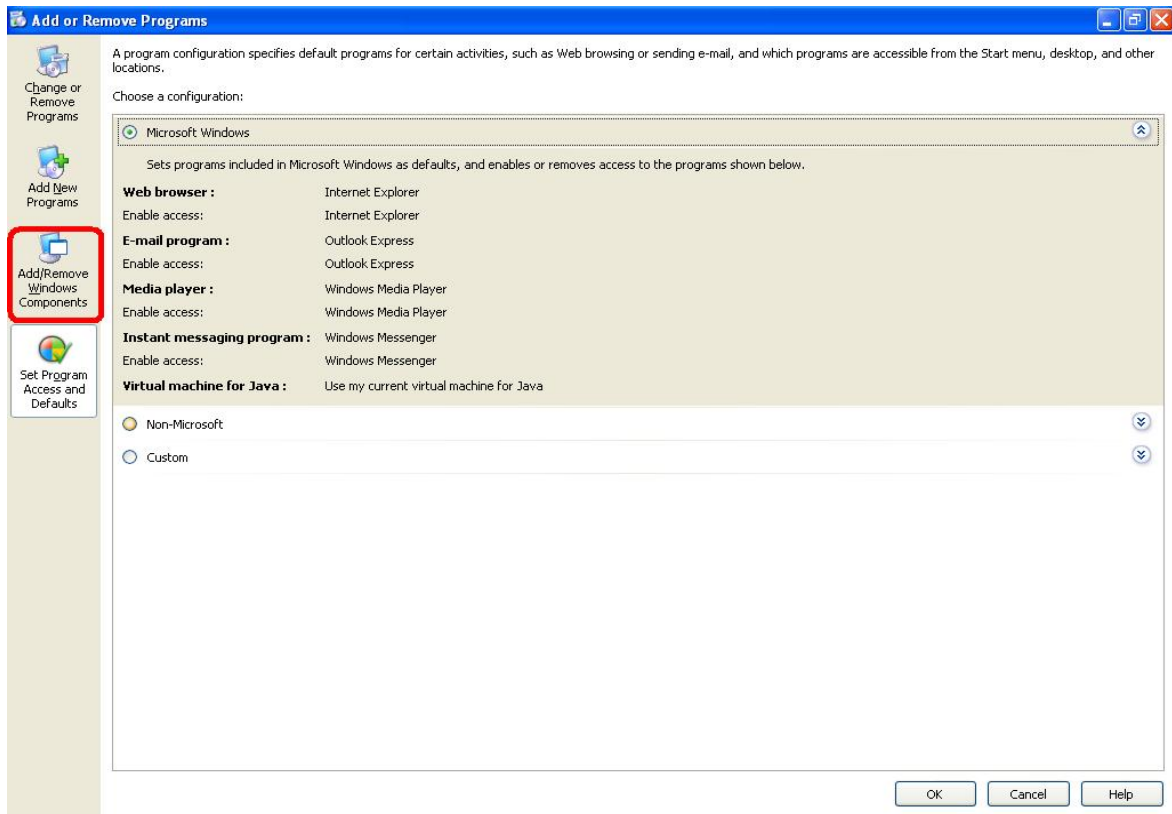 Add or Remove Programs
Change or
Remove
Programs
Add New
Programs
Add/Remove
Windows
Components
Set Program
Access and
Defaults
A program configuration specifies default programs for certain activities, such as Web browsing or sending e-mail, and which programs are accessible from the Start menu, desktop, and other
locations.
Choose a configuration:
Microsoft Windows
Sets programs included in Microsoft Windows as defaults, and enables or removes access to the programs shown below.
Web browser : Internet Explorer
Enable access: Internet Explorer
E-mail program : Outlook Express
Enable access: Outlook Express
Media player : Windows Media Player
Enable access: Windows Media Player
Instant messaging program : Windows Messenger
Enable access: Windows Messenger
Virtual machine for Java : Use my current virtual machine for Java
Non-Microsoft
Custom
OK Cancel Help